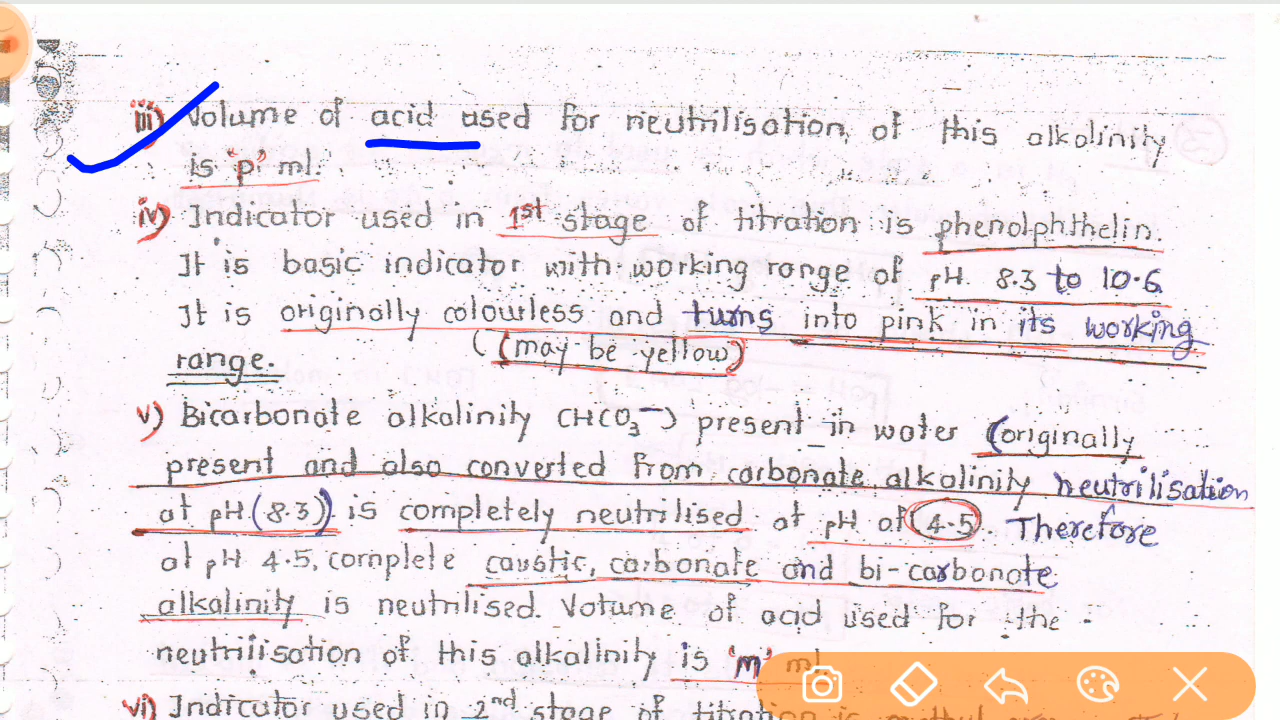 iii) Volume of acid used for neutrilisation of this alkalinity
is 'p' ml.
iv) Indicator used in 1st stage of titration is phenolphthelin.
It is basic indicator with working range of pH 8.3 to 10.6
It is originally colourless and turns into pink in its working
range. (may be yellow)
v) Bicarbonate alkalinity (HCO3-) present in water (originally
present and also converted from carbonate alkalinity neutrilisation
at pH (8.3)) is completely neutrilised at pH of 4.5. Therefore
at pH 4.5, complete caustic, carbonate and bi-carbonate
alkalinity is neutrilised. Volume of acid used for the
neutrilisation of this alkalinity is 'm' ml
vi) Indicator used in 2nd stage of titration is